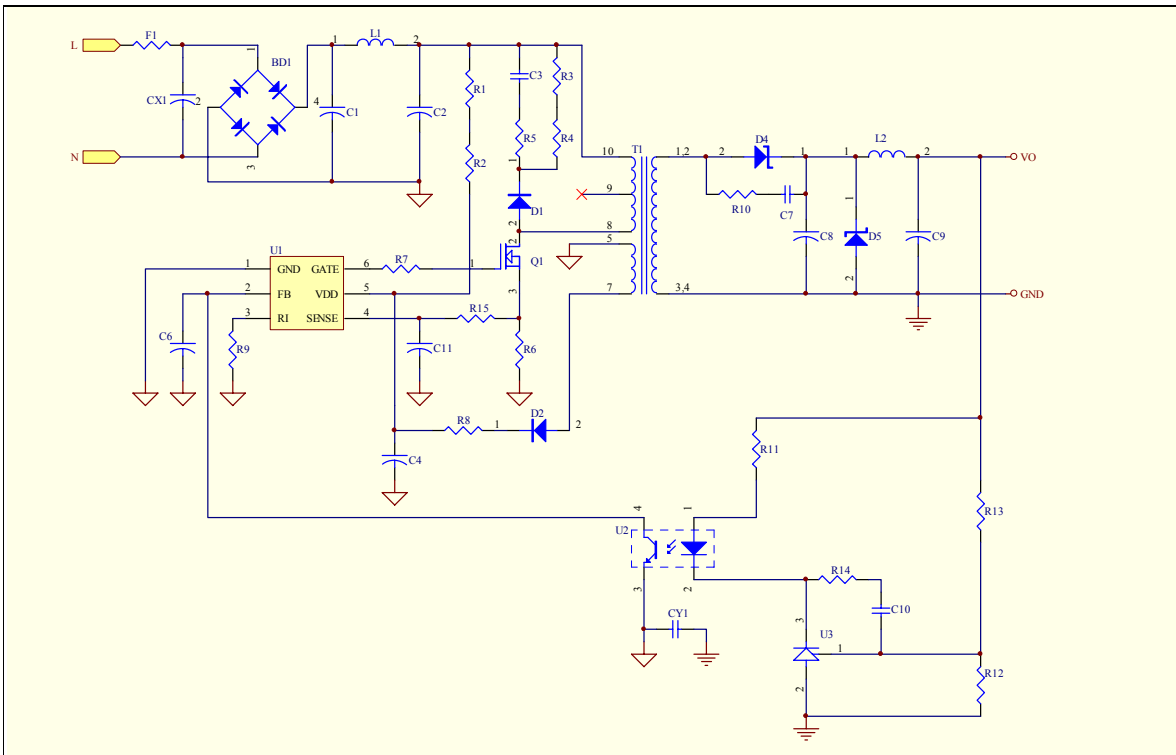 L
F1
L1
1
2
1
BD1
C3
R3
CX1
2
4
C1
C2
R1
R5
R4
N
3
R2
1
D1
2
10
T1
1,2
2
D4
1
1
L2
2
VO
9
R10
C7
1
8
C8
D5
C9
2
5
U1
1
GND
GATE
6
R7
1
Q1
2
FB
VDD
5
3
7
3,4
2
GND
3
RI
SENSE
4
R15
C6
R9
C11
R6
R8
1
D2
2
R11
C4
4
1
R13
U2
3
2
R14
C10
CY1
3
U3
1
R12
2